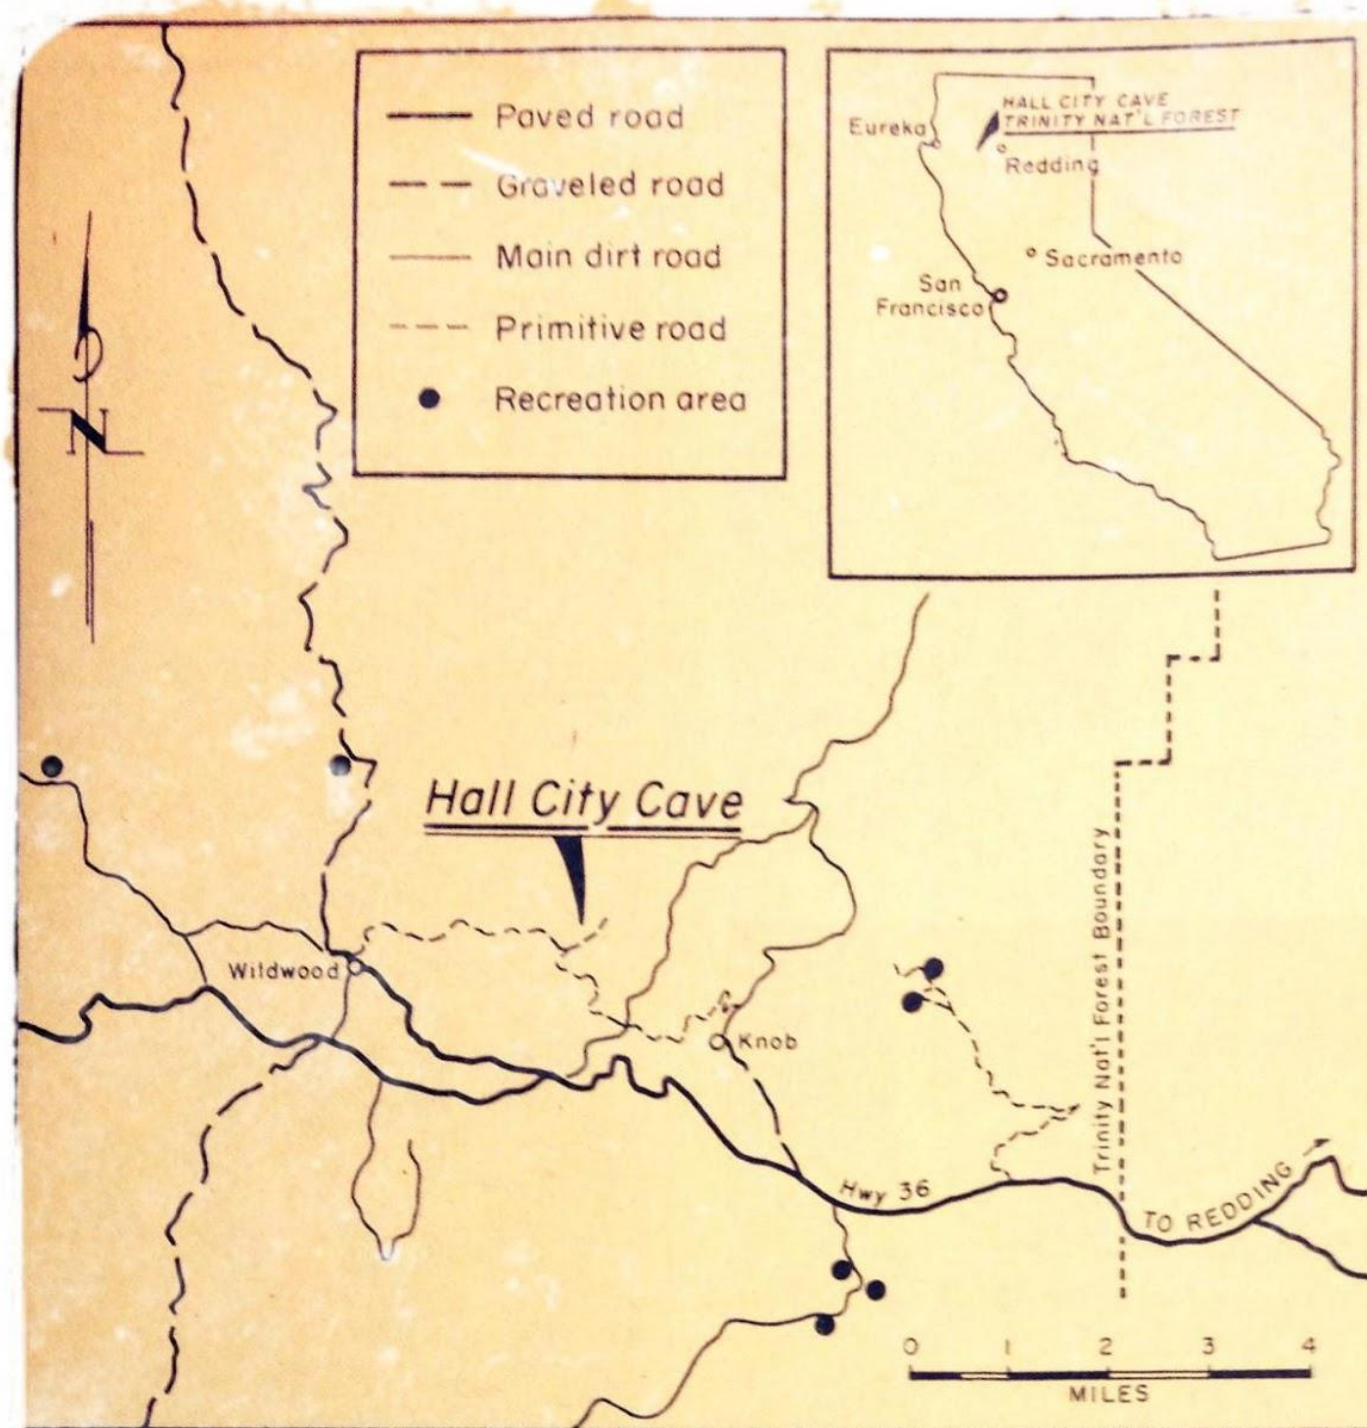 Paved road
Graveled road
Main dirt road
Primitive road
Recreation area
HALL CITY CAVE
TRINITY NAT'L FOREST
Eureka
Redding
Sacramento
San
Francisco
N
Hall City Cave
Wildwood
Knob
Trinity Nat'l Forest Boundary
Hwy 36
TO REDDING
0 1 2 3 4
MILES